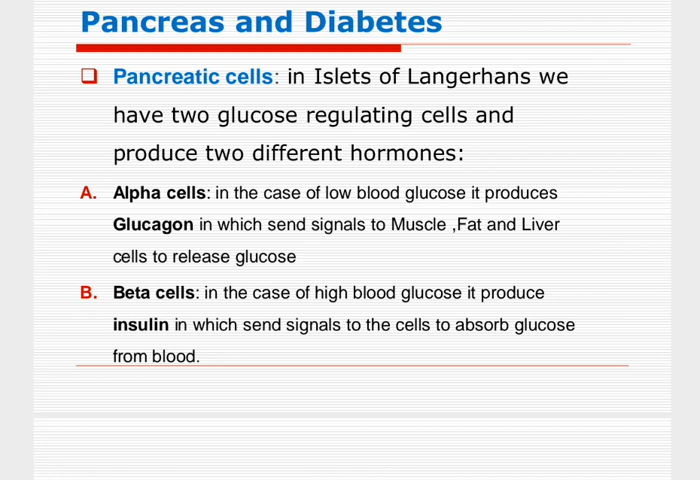 Pancreas and Diabetes
❑ Pancreatic cells: in Islets of Langerhans we
have two glucose regulating cells and
produce two different hormones:
A. Alpha cells: in the case of low blood glucose it produces
Glucagon in which send signals to Muscle ,Fat and Liver
cells to release glucose
B. Beta cells: in the case of high blood glucose it produce
insulin in which send signals to the cells to absorb glucose
from blood.